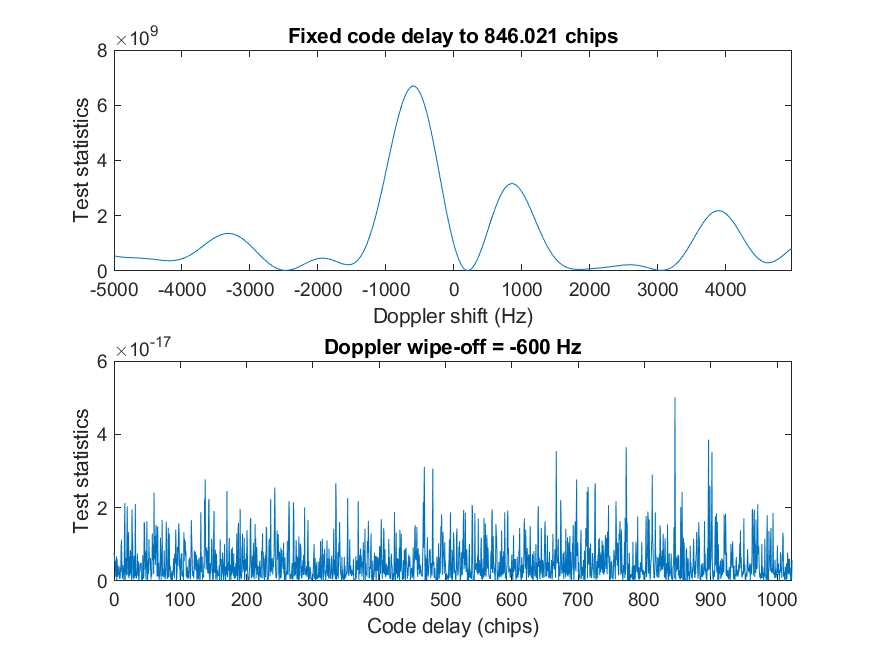 Fixed code delay to 846.021 chips
×10^9
8
6
4
2
0
Test statistics
-5000 -4000 -3000 -2000 -1000 0 1000 2000 3000 4000
Doppler shift (Hz)
Doppler wipe-off = -600 Hz
×10^-17
6
4
2
0
Test statistics
0 100 200 300 400 500 600 700 800 900 1000
Code delay (chips)